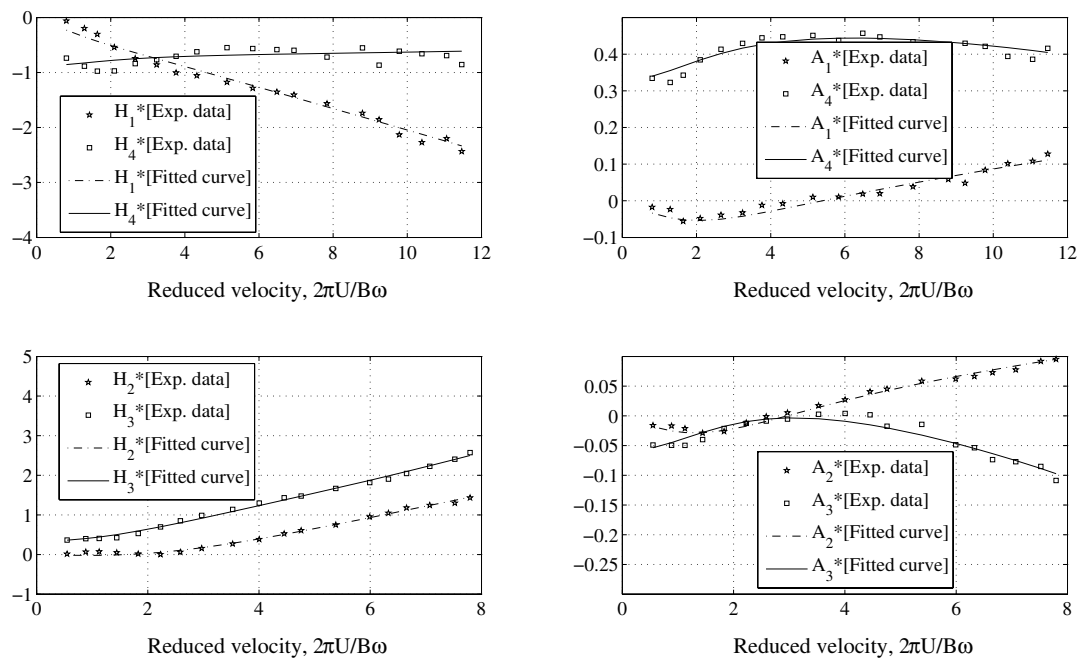 0
−1
−2
−3
−4
0 2 4 6 8 10 12
H1*[Exp. data]
H4*[Exp. data]
H1*[Fitted curve]
H4*[Fitted curve]
Reduced velocity, 2πU/Bω
0.4
0.3
0.2
0.1
0
−0.1
0 2 4 6 8 10 12
A1*[Exp. data]
A4*[Exp. data]
A1*[Fitted curve]
A4*[Fitted curve]
Reduced velocity, 2πU/Bω
5
4
3
2
1
0
−1
0 2 4 6 8
H2*[Exp. data]
H3*[Exp. data]
H2*[Fitted curve]
H3*[Fitted curve]
Reduced velocity, 2πU/Bω
0.05
0
−0.05
−0.1
−0.15
−0.2
−0.25
0 2 4 6 8
A2*[Exp. data]
A3*[Exp. data]
A2*[Fitted curve]
A3*[Fitted curve]
Reduced velocity, 2πU/Bω